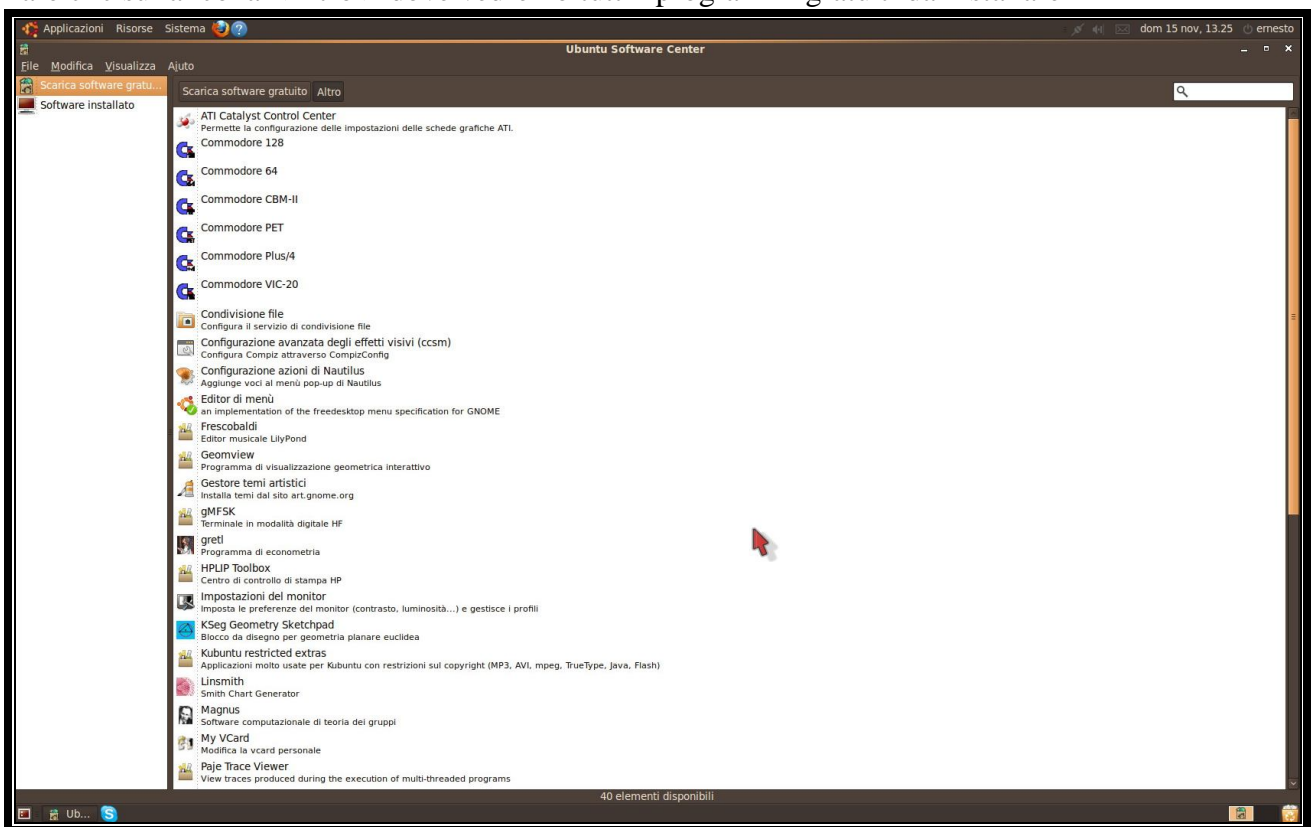 Applicazioni Risorse Sistema dom 15 nov, 13.25 ernesto
Ubuntu Software Center
File Modifica Visualizza Aiuto
Scarica software gratu...
Software installato
Scarica software gratuito Altro
ATI Catalyst Control Center
Permette la configurazione delle impostazioni delle schede grafiche ATI.
Commodore 128
Commodore 64
Commodore CBM-II
Commodore PET
Commodore Plus/4
Commodore VIC-20
Condivisione file
Configura il servizio di condivisione file
Configurazione avanzata degli effetti visivi (ccsm)
Configura Compiz attraverso CompizConfig
Configurazione azioni di Nautilus
Aggiunge voci al menù pop-up di Nautilus
Editor di menù
an implementation of the freedesktop menu specification for GNOME
Frescobaldi
Editor musicale LilyPond
Geomview
Programma di visualizzazione geometrica interattivo
Gestore temi artistici
Installa temi dal sito art.gnome.org
gMFSK
Terminale in modalità digitale HF
gretl
Programma di econometria
HPLIP Toolbox
Centro di controllo di stampa HP
Impostazioni del monitor
Imposta le preferenze del monitor (contrasto, luminosità...) e gestisce i profili
KSeg Geometry Sketchpad
Blocco da disegno per geometria planare euclidea
Kubuntu restricted extras
Applicazioni molto usate per Kubuntu con restrizioni sul copyright (MP3, AVI, mpeg, TrueType, Java, Flash)
Linsmith
Smith Chart Generator
Magnus
Software computazionale di teoria dei gruppi
My VCard
Modifica la vcard personale
Paje Trace Viewer
View traces produced during the execution of multi-threaded programs
40 elementi disponibili
Ub...